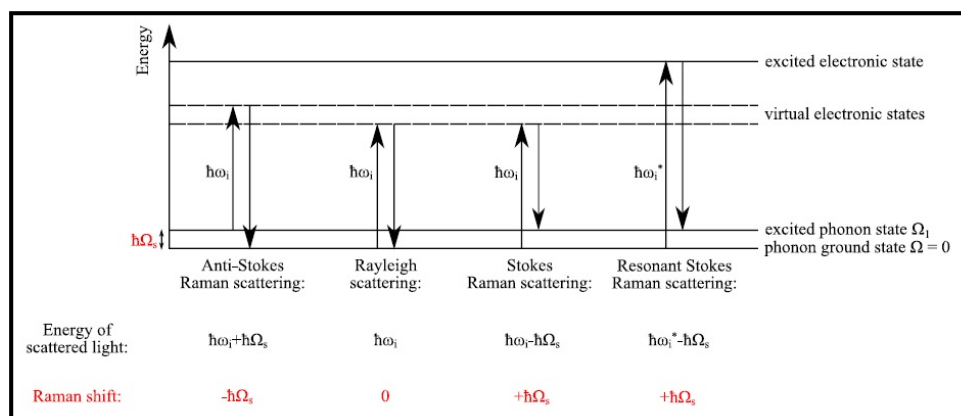 Energy
excited electronic state
virtual electronic states
ħωᵢ
ħωᵢ
ħωᵢ
ħωᵢ*
ħΩₛ
excited phonon state Ω₁
phonon ground state Ω = 0
Anti-Stokes
Raman scattering:
Rayleigh
scattering:
Stokes
Raman scattering:
Resonant Stokes
Raman scattering:
Energy of
scattered light:
ħωᵢ+ħΩₛ
ħωᵢ
ħωᵢ-ħΩₛ
ħωᵢ*-ħΩₛ
Raman shift:
-ħΩₛ
0
+ħΩₛ
+ħΩₛ